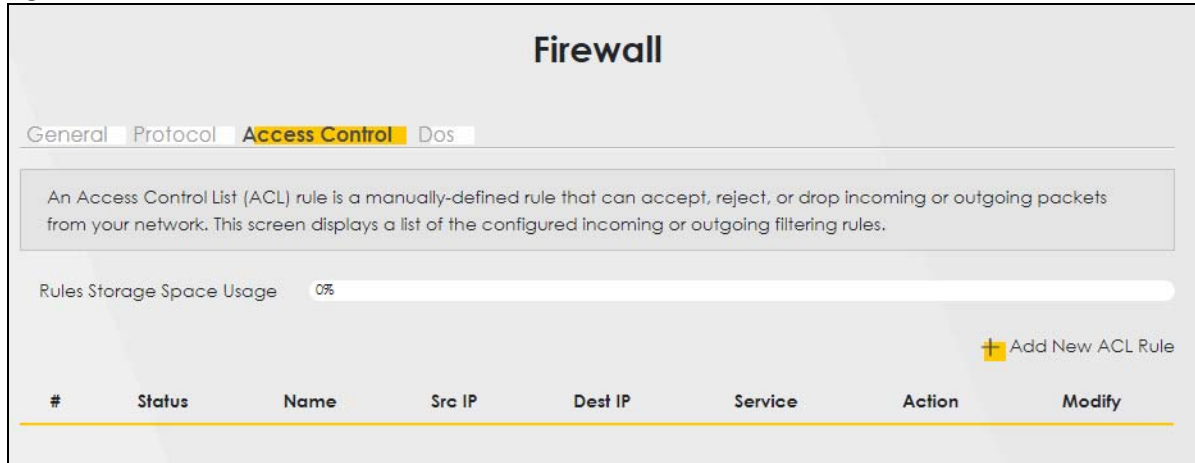 Firewall
General Protocol Access Control Dos
An Access Control List (ACL) rule is a manually-defined rule that can accept, reject, or drop incoming or outgoing packets
from your network. This screen displays a list of the configured incoming or outgoing filtering rules.
Rules Storage Space Usage 0%
+ Add New ACL Rule
# Status Name Src IP Dest IP Service Action Modify